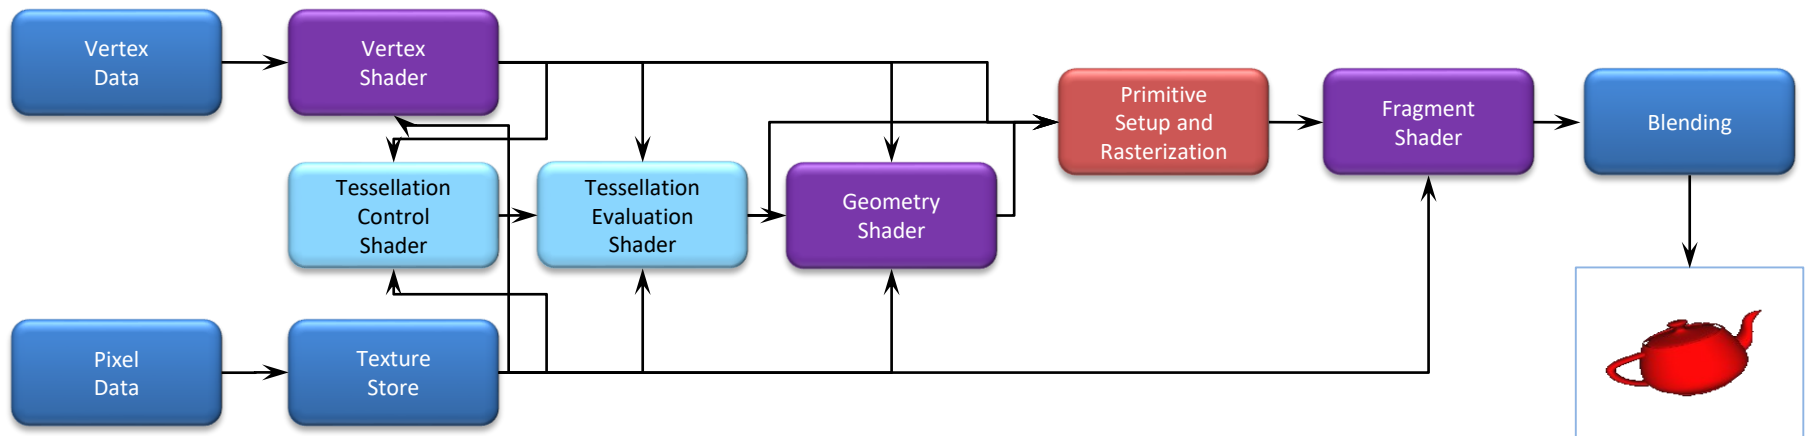 Vertex
Data
Vertex
Shader
Primitive
Setup and
Rasterization
Fragment
Shader
Blending
Tessellation
Control
Shader
Tessellation
Evaluation
Shader
Geometry
Shader
Pixel
Data
Texture
Store